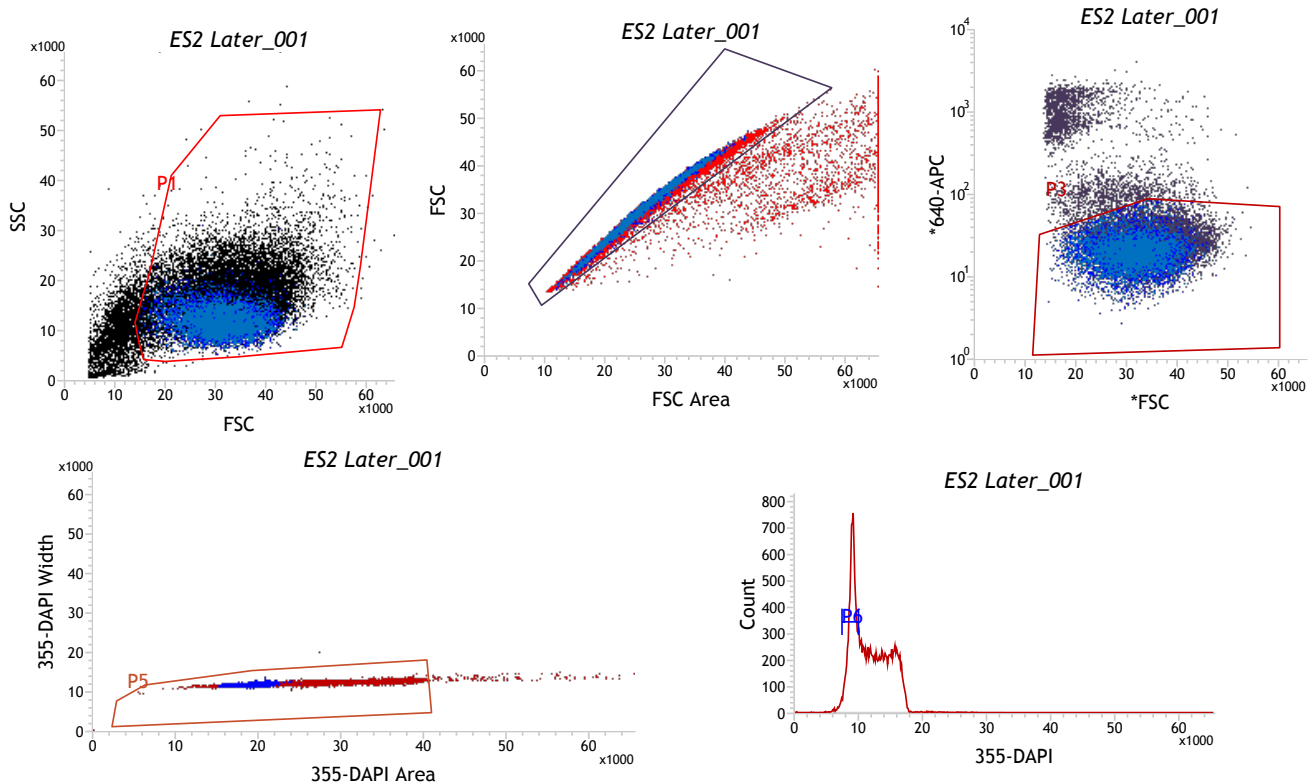 ES2 Later_001
x1000
60
50
40
30
20
10
0
SSC
P1
0 10 20 30 40 50 60
x1000
FSC
ES2 Later_001
x1000
60
50
40
30
20
10
0
FSC
0 10 20 30 40 50 60
x1000
FSC Area
ES2 Later_001
10^4
10^3
10^2
10^1
10^0
*640-APC
P3
0 10 20 30 40 50 60
x1000
*FSC
ES2 Later_001
x1000
60
50
40
30
20
10
0
355-DAPI Width
P5
0 10 20 30 40 50 60
x1000
355-DAPI Area
ES2 Later_001
800
700
600
500
400
300
200
100
0
Count
P6
0 10 20 30 40 50 60
x1000
355-DAPI